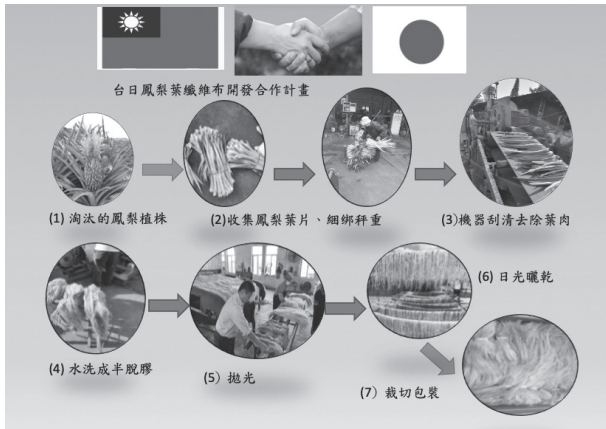 台日鳳梨葉纖維布開發合作計畫
(1) 淘汰的鳳梨植株
(2)收集鳳梨葉片、綑綁秤重
(3)機器刮清去除葉肉
(4) 水洗成半脫膠
(5) 拋光
(6) 日光曬乾
(7) 裁切包裝